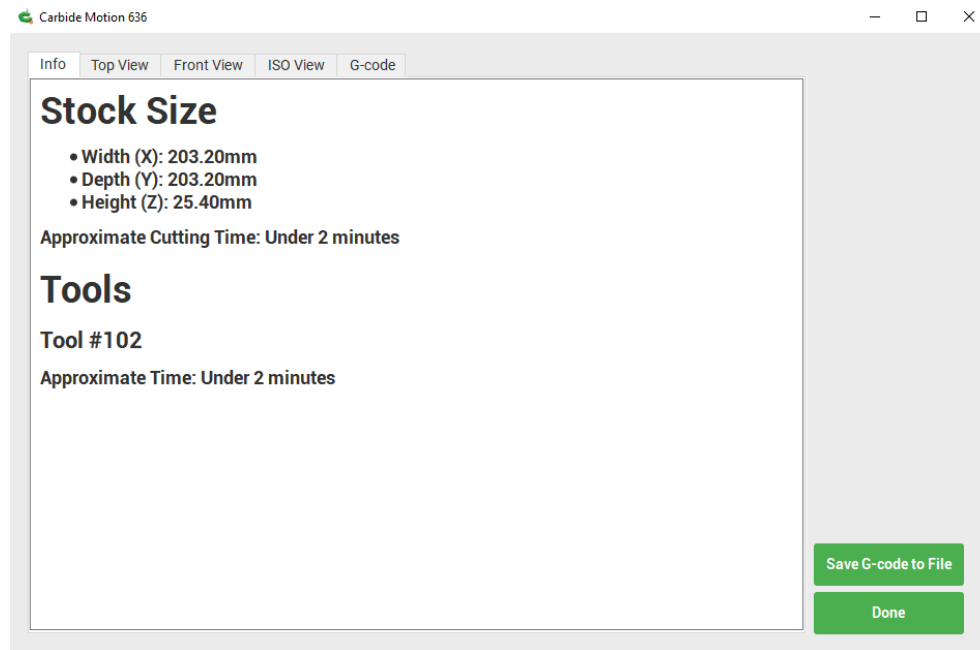 Carbide Motion 636
Info Top View Front View ISO View G-code
Stock Size
• Width (X): 203.20mm
• Depth (Y): 203.20mm
• Height (Z): 25.40mm
Approximate Cutting Time: Under 2 minutes
Tools
Tool #102
Approximate Time: Under 2 minutes
Save G-code to File
Done